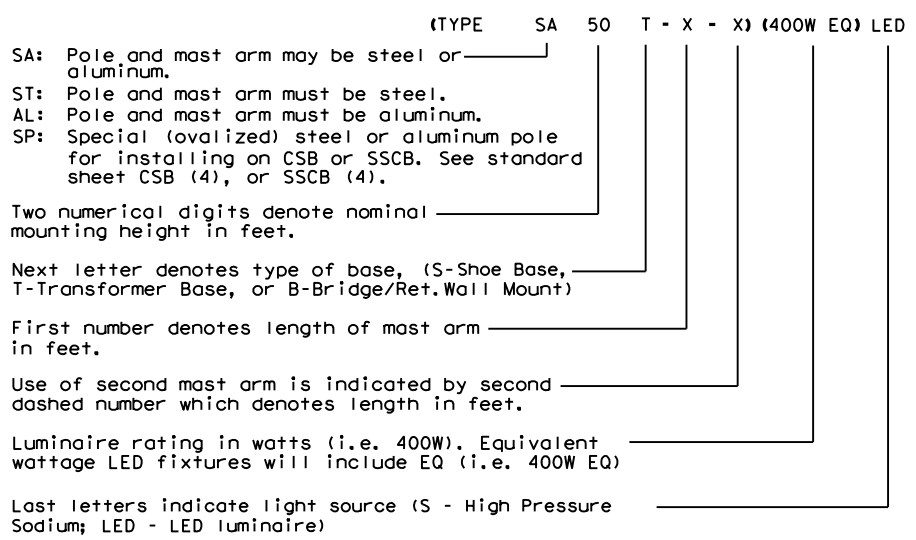 (TYPE SA 50 T - X - X) (400W EQ) LED
SA: Pole and mast arm may be steel or
aluminum.
ST: Pole and mast arm must be steel.
AL: Pole and mast arm must be aluminum.
SP: Special (ovalized) steel or aluminum pole
for installing on CSB or SSCB. See standard
sheet CSB (4), or SSCB (4).
Two numerical digits denote nominal
mounting height in feet.
Next letter denotes type of base, (S-Shoe Base,
T-Transformer Base, or B-Bridge/Ret.Wall Mount)
First number denotes length of mast arm
in feet.
Use of second mast arm is indicated by second
dashed number which denotes length in feet.
Luminaire rating in watts (i.e. 400W). Equivalent
wattage LED fixtures will include EQ (i.e. 400W EQ)
Last letters indicate light source (S - High Pressure
Sodium; LED - LED luminaire)